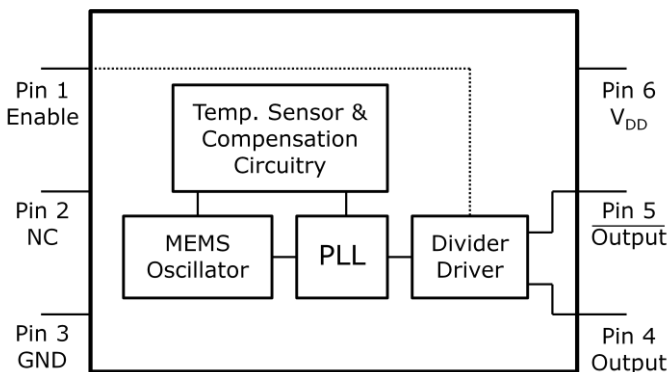 Pin 1
Enable
Pin 2
NC
Pin 3
GND
Temp. Sensor &
Compensation
Circuitry
MEMS
Oscillator
PLL
Divider
Driver
Pin 6
VDD
Pin 5
Output
Pin 4
Output